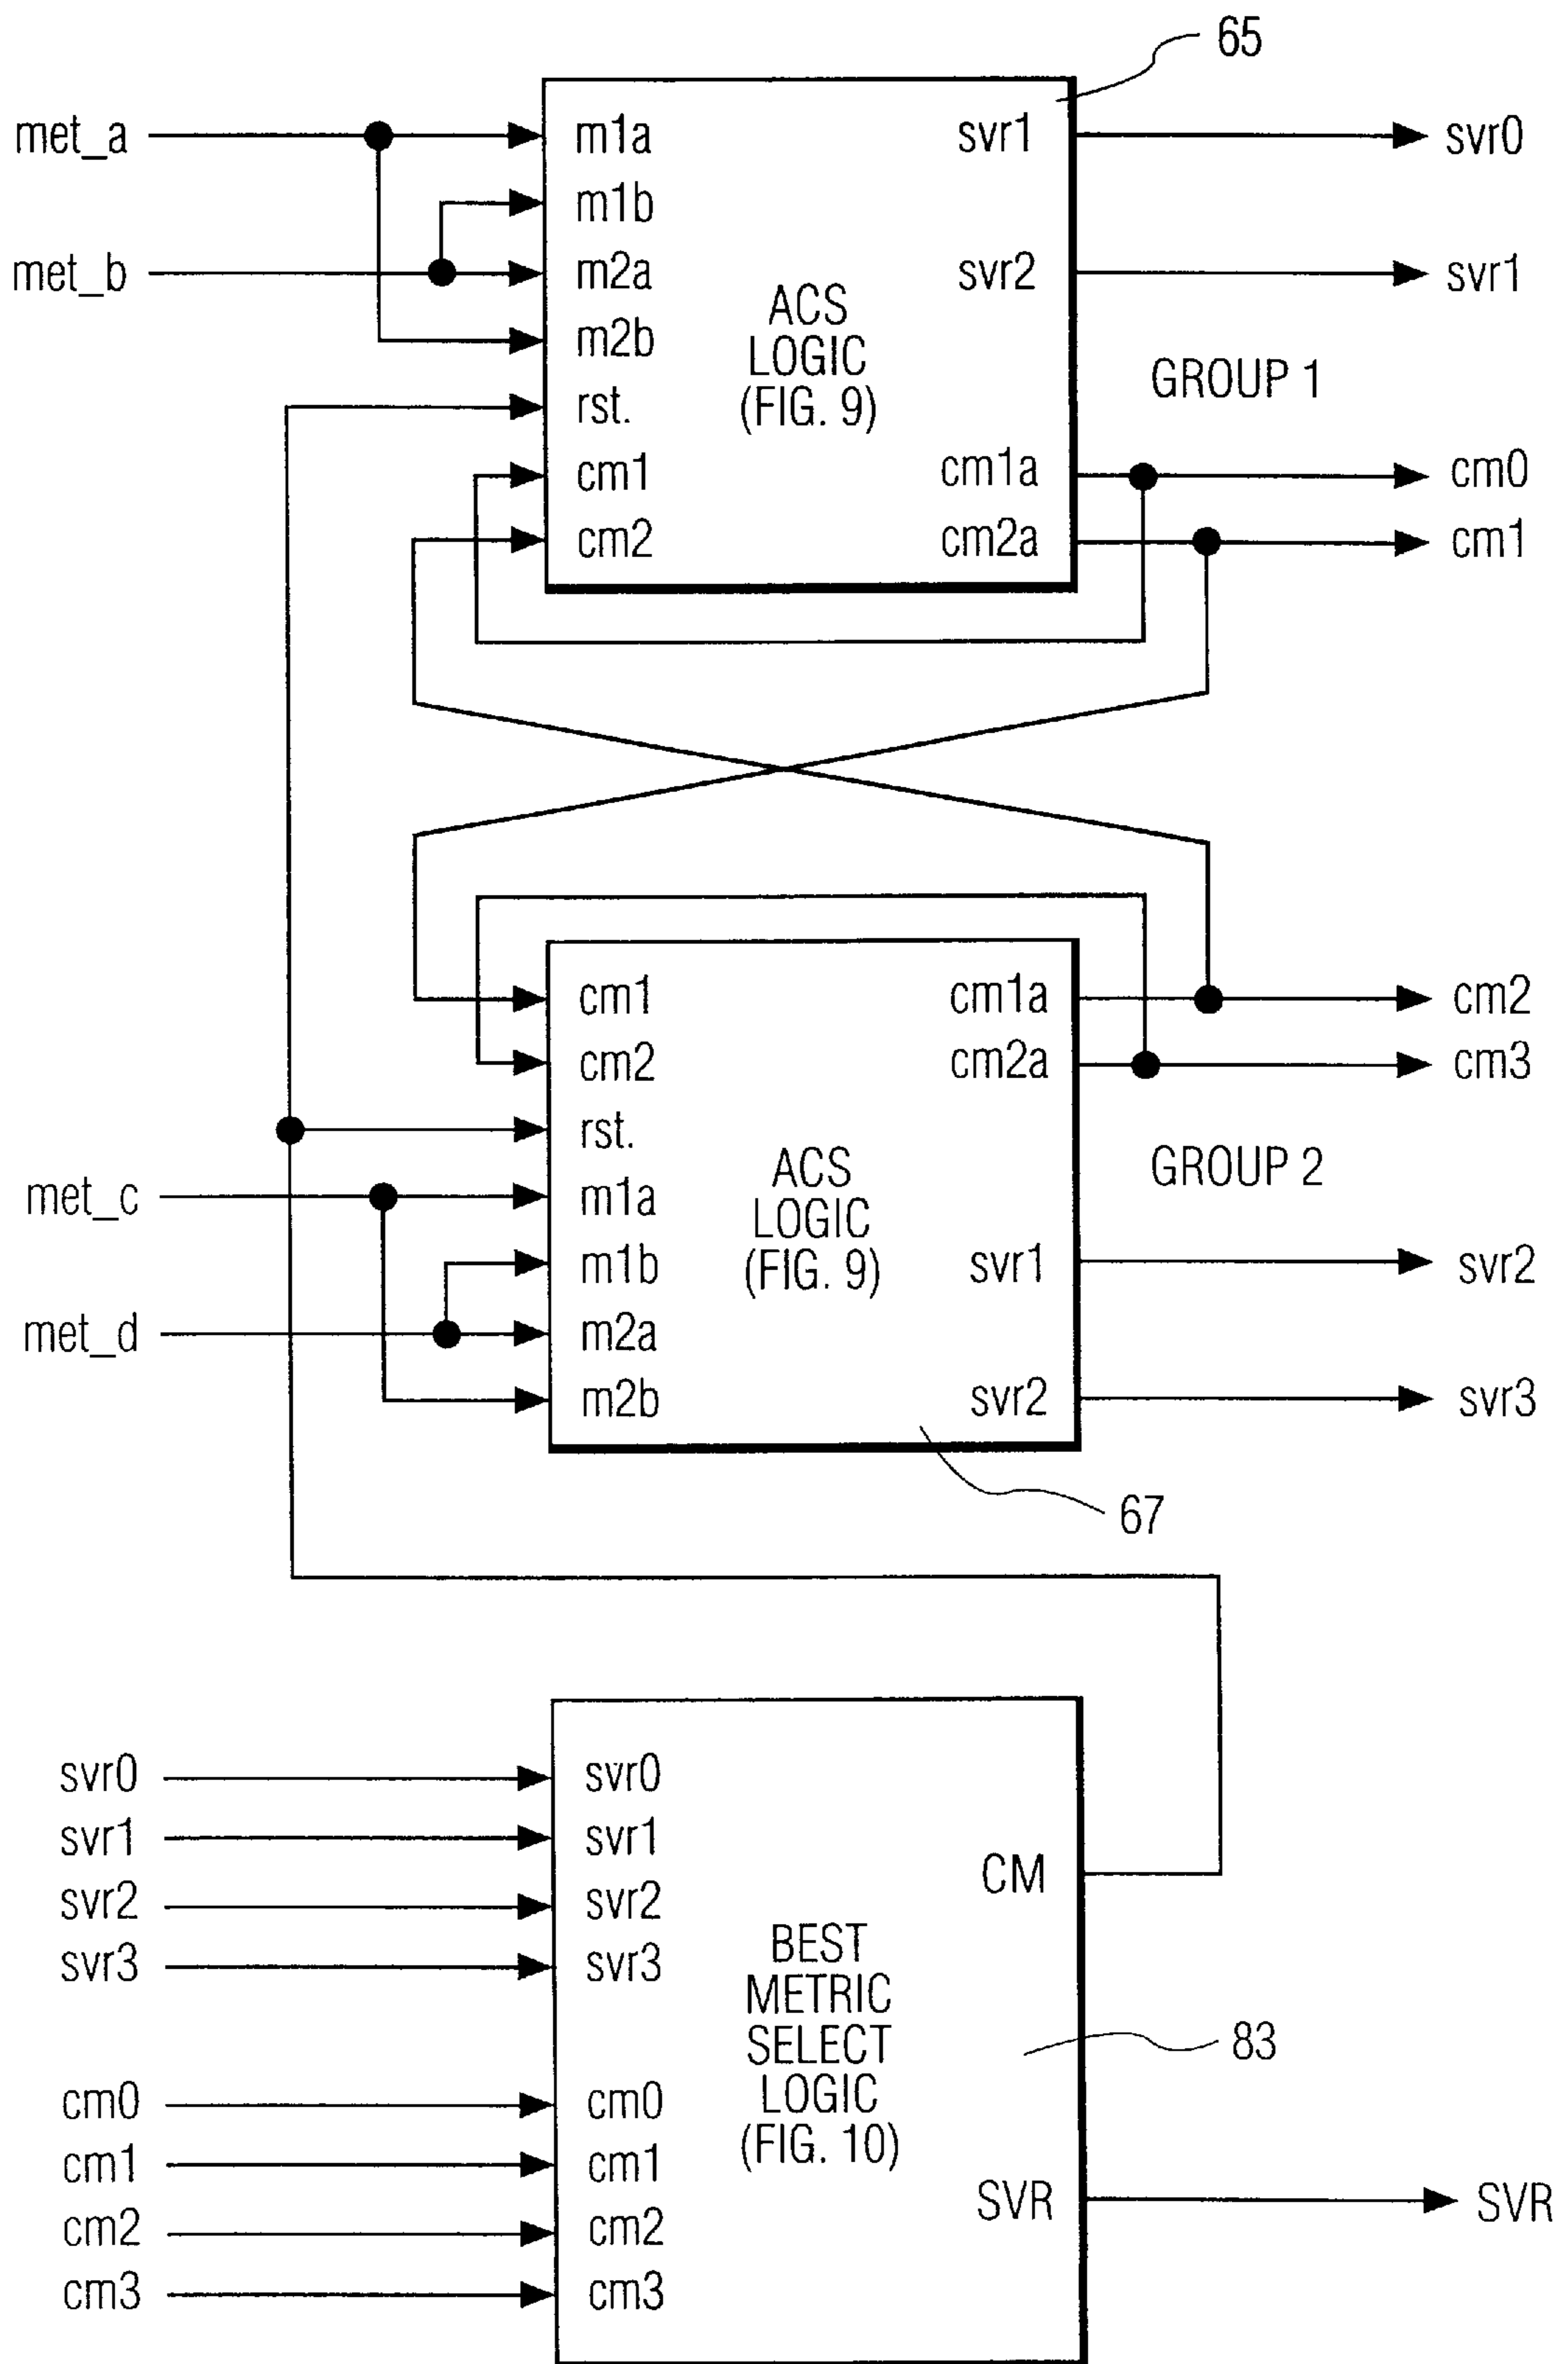 65
met_a
m1a
svr1
svr0
m1b
met_b
m2a
svr2
svr1
m2b
ACS
LOGIC
(FIG. 9)
GROUP 1
rst.
cm1
cm1a
cm0
cm2
cm2a
cm1
cm1
cm1a
cm2
cm2
cm2a
cm3
rst.
ACS
LOGIC
(FIG. 9)
GROUP 2
met_c
m1a
m1b
svr1
svr2
met_d
m2a
m2b
svr2
svr3
67
svr0
svr0
svr1
svr1
CM
svr2
svr2
svr3
svr3
BEST
METRIC
SELECT
LOGIC
(FIG. 10)
83
cm0
cm0
cm1
cm1
SVR
SVR
cm2
cm2
cm3
cm3